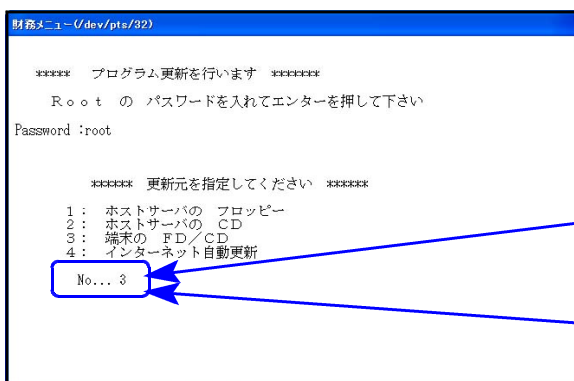 財務メニュー(/dev/pts/32)
***** プログラム更新を行います *******
Ｒｏｏｔ の パスワードを入れてエンターを押して下さい
Password :root
****** 更新元を指定してください ******
１： ホストサーバの フロッピー
２： ホストサーバの ＣＤ
３： 端末の ＦＤ／ＣＤ
４： インターネット自動更新
No... 3